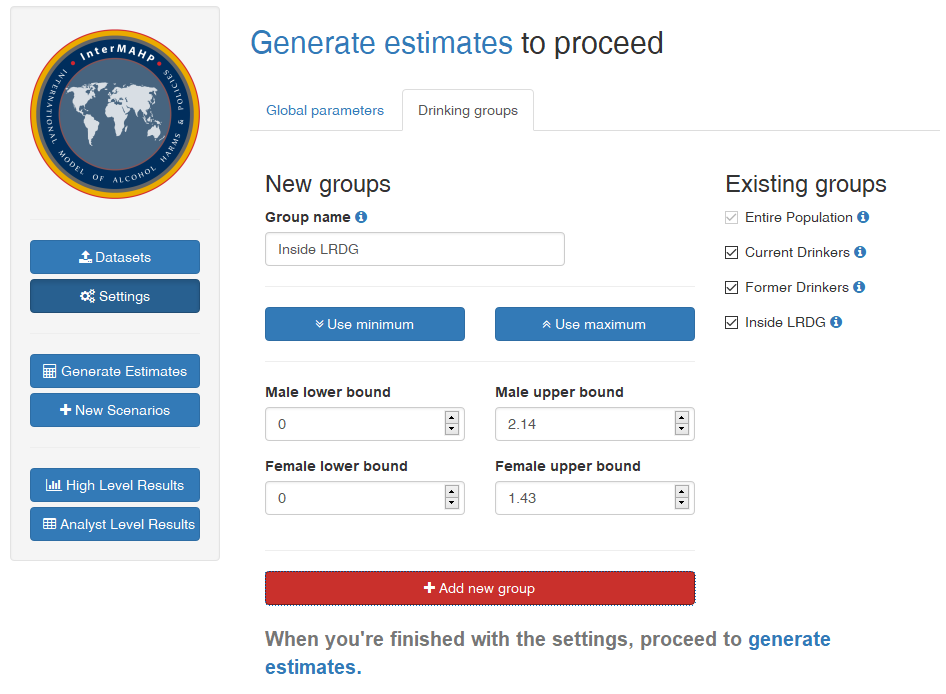 InterMAHP
INTERNATIONAL MODEL OF ALCOHOL HARMS & POLICIES
Datasets
Settings
Generate Estimates
New Scenarios
High Level Results
Analyst Level Results
Generate estimates to proceed
Global parameters
Drinking groups
New groups
Group name
Inside LRDG
Use minimum
Use maximum
Male lower bound
Male upper bound
0
2.14
Female lower bound
Female upper bound
0
1.43
Add new group
When you're finished with the settings, proceed to generate
estimates.
Existing groups
Entire Population
Current Drinkers
Former Drinkers
Inside LRDG